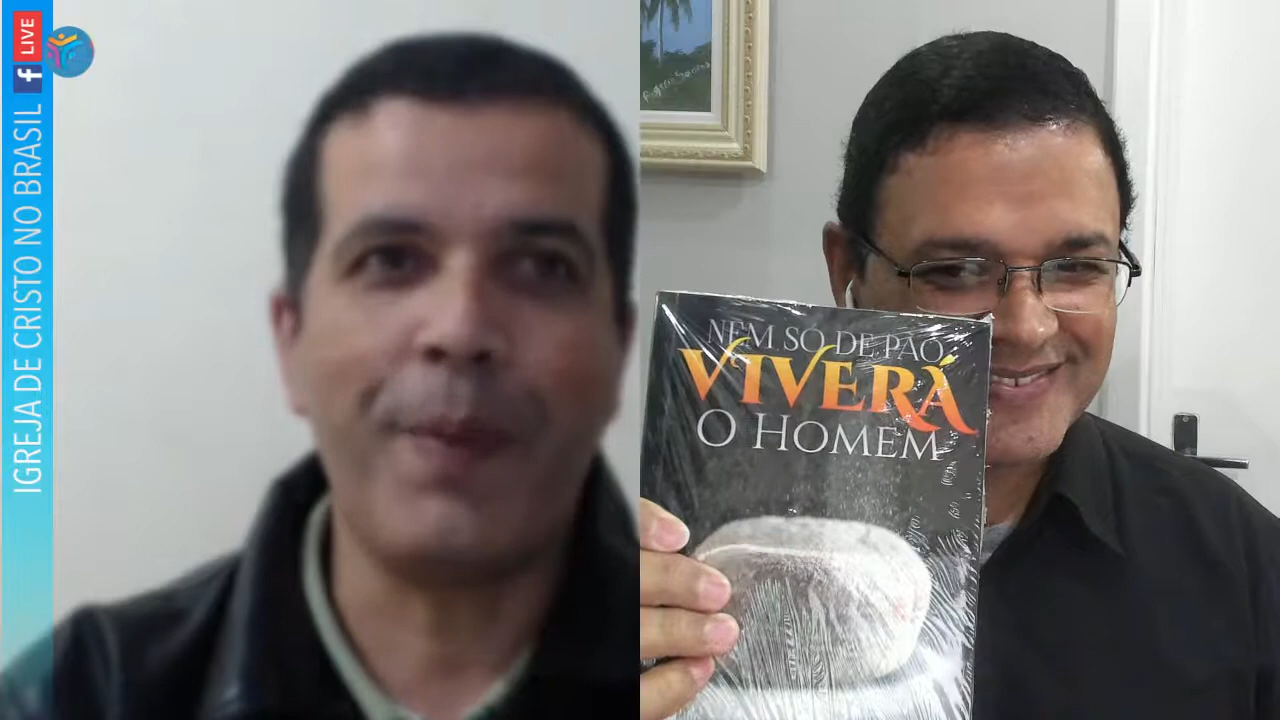 LIVE
f
IGREJA DE CRISTO NO BRASIL
NEM SÓ DE PÃO
VIVERÁ
O HOMEM